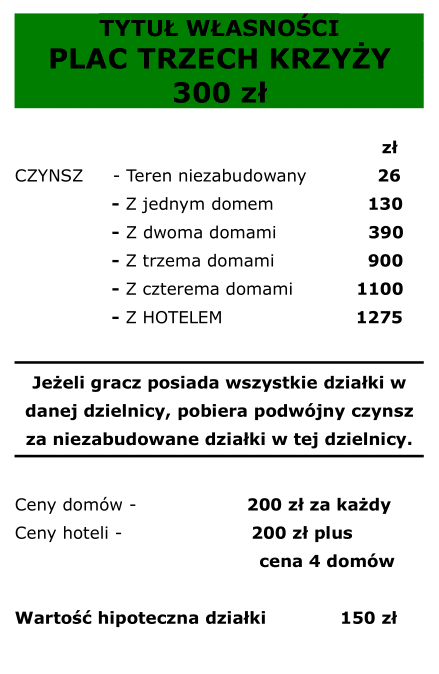 TYTUŁ WŁASNOŚCI
PLAC TRZECH KRZYŻY
300 zł
zł
CZYNSZ - Teren niezabudowany 26
- Z jednym domem 130
- Z dwoma domami 390
- Z trzema domami 900
- Z czterema domami 1100
- Z HOTELEM 1275
Jeżeli gracz posiada wszystkie działki w
danej dzielnicy, pobiera podwójny czynsz
za niezabudowane działki w tej dzielnicy.
Ceny domów - 200 zł za każdy
Ceny hoteli - 200 zł plus
cena 4 domów
Wartość hipoteczna działki 150 zł